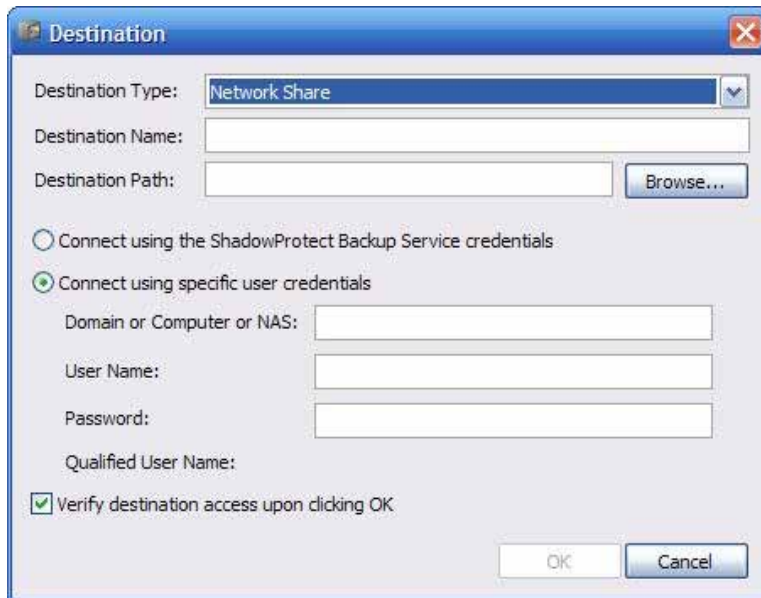 Destination
Destination Type: Network Share
Destination Name:
Destination Path: Browse...
Connect using the ShadowProtect Backup Service credentials
Connect using specific user credentials
Domain or Computer or NAS:
User Name:
Password:
Qualified User Name:
Verify destination access upon clicking OK
OK Cancel